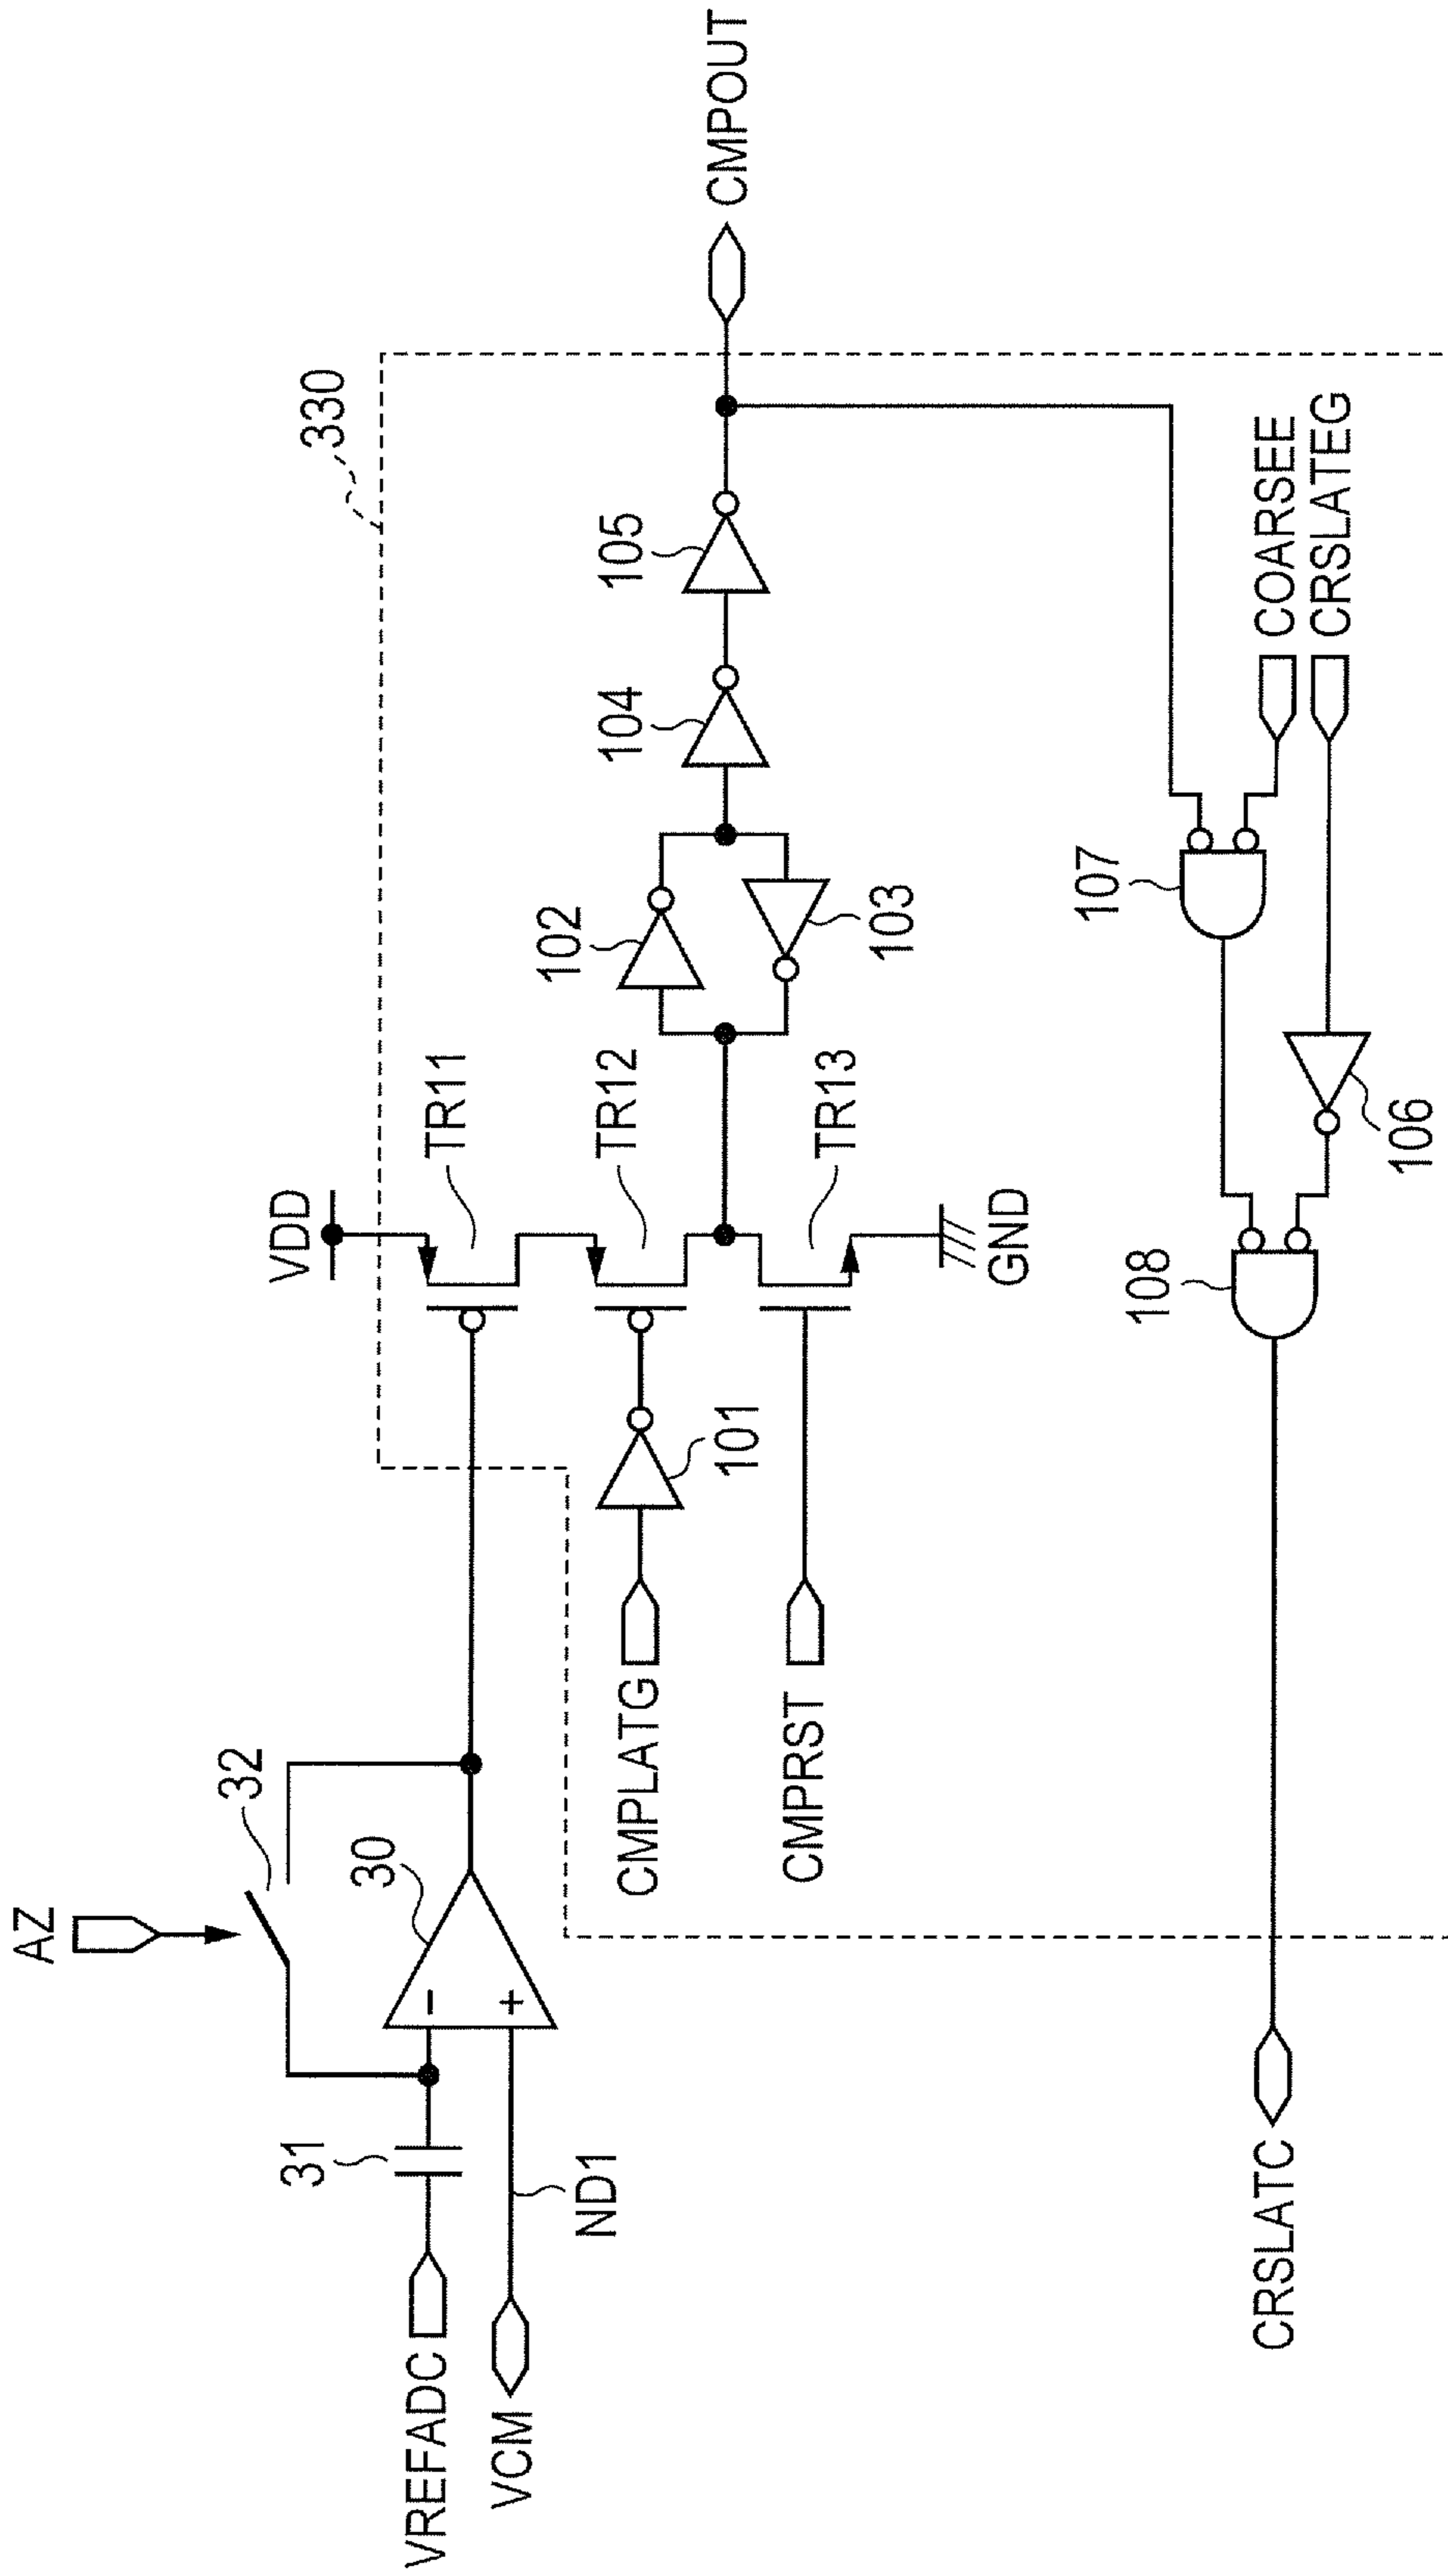 AZ
32
VDD
330
TR11
30
31
VREFADC
TR12
102
104
105
CMPOUT
VCM
ND1
CMPLATG
101
TR13
103
CMPRST
GND
107
COARSEE
CRSLATEG
108
106
CRSLATC